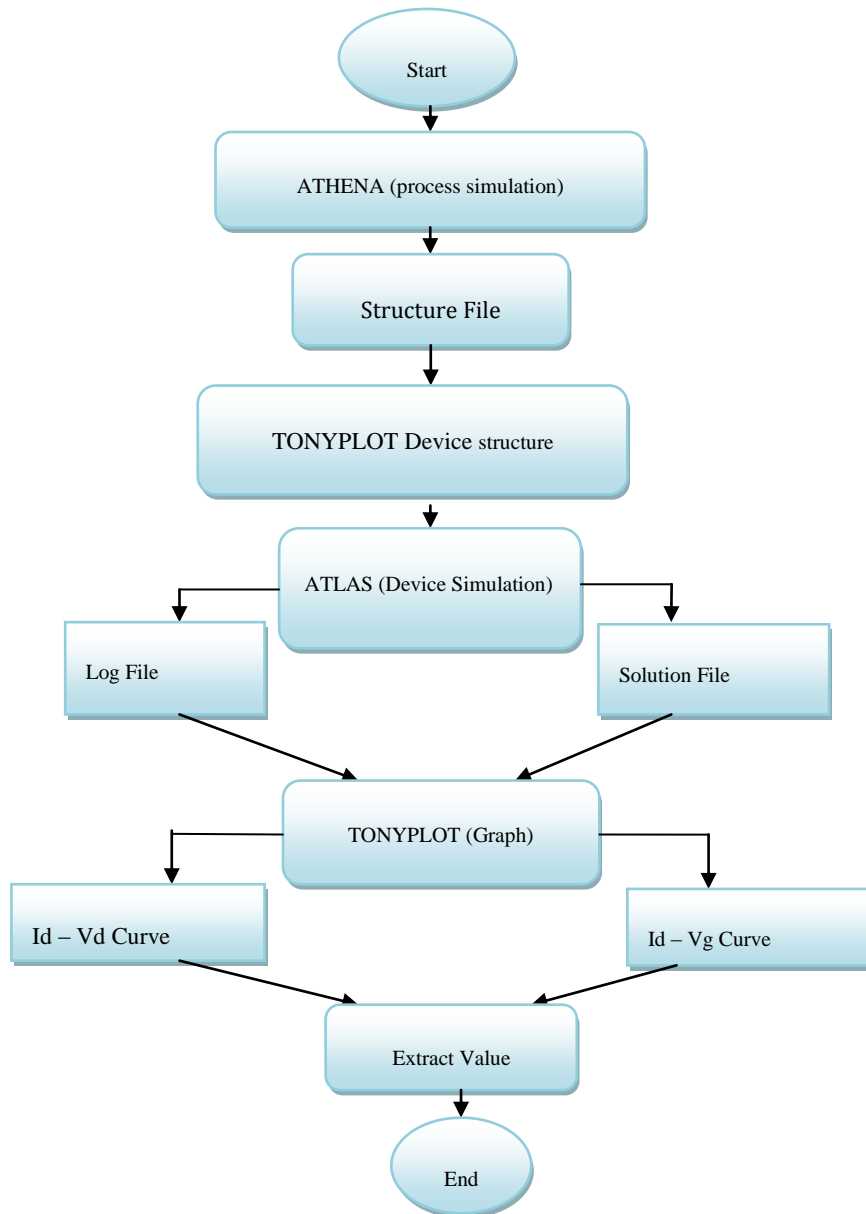 Start
ATHENA (process simulation)
Structure File
TONYPLOT Device structure
ATLAS (Device Simulation)
Log File
Solution File
TONYPLOT (Graph)
Id – Vd Curve
Id – Vg Curve
Extract Value
End